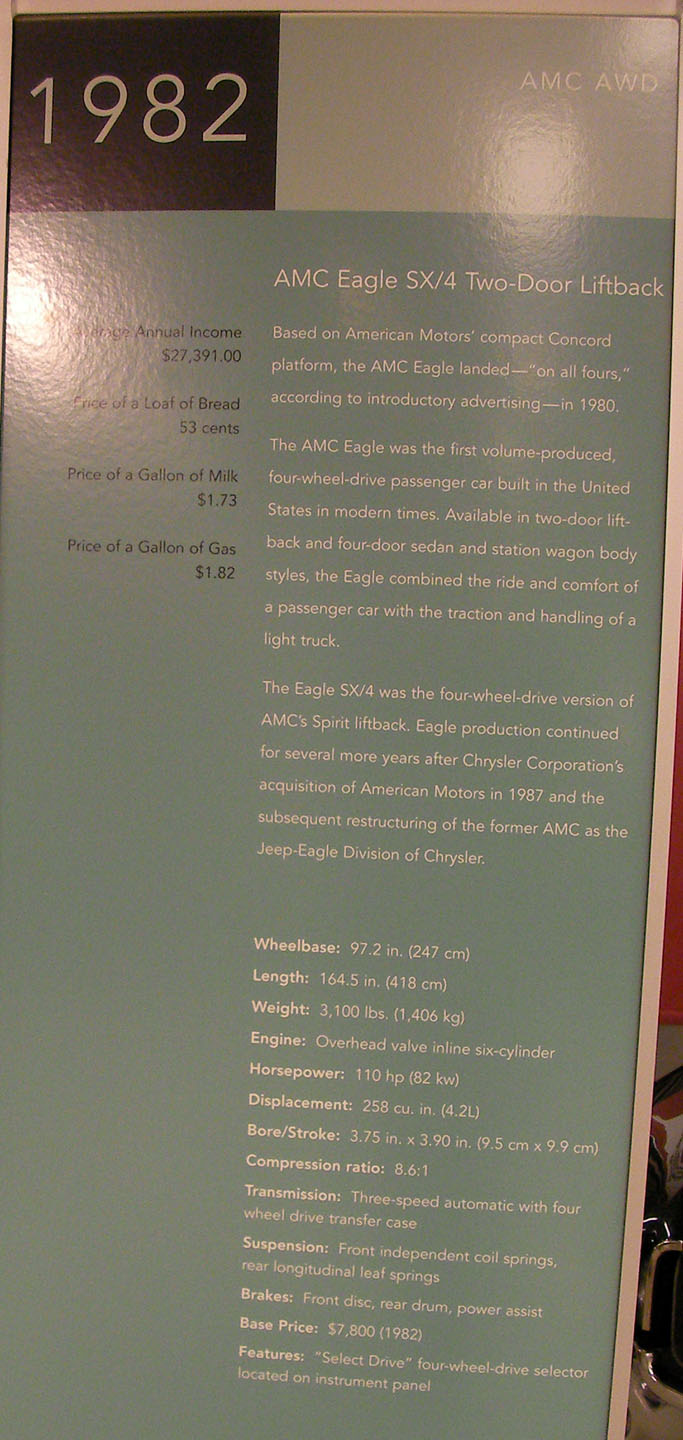 1982
AMC AWD
AMC Eagle SX/4 Two-Door Liftback
Average Annual Income
$27,391.00
Price of a Loaf of Bread
53 cents
Price of a Gallon of Milk
$1.73
Price of a Gallon of Gas
$1.82
Based on American Motors' compact Concord
platform, the AMC Eagle landed—"on all fours,"
according to introductory advertising—in 1980.
The AMC Eagle was the first volume-produced,
four-wheel-drive passenger car built in the United
States in modern times. Available in two-door lift-
back and four-door sedan and station wagon body
styles, the Eagle combined the ride and comfort of
a passenger car with the traction and handling of a
light truck.
The Eagle SX/4 was the four-wheel-drive version of
AMC's Spirit liftback. Eagle production continued
for several more years after Chrysler Corporation's
acquisition of American Motors in 1987 and the
subsequent restructuring of the former AMC as the
Jeep-Eagle Division of Chrysler.
Wheelbase: 97.2 in. (247 cm)
Length: 164.5 in. (418 cm)
Weight: 3,100 lbs. (1,406 kg)
Engine: Overhead valve inline six-cylinder
Horsepower: 110 hp (82 kw)
Displacement: 258 cu. in. (4.2L)
Bore/Stroke: 3.75 in. x 3.90 in. (9.5 cm x 9.9 cm)
Compression ratio: 8.6:1
Transmission: Three-speed automatic with four
wheel drive transfer case
Suspension: Front independent coil springs,
rear longitudinal leaf springs
Brakes: Front disc, rear drum, power assist
Base Price: $7,800 (1982)
Features: "Select Drive" four-wheel-drive selector
located on instrument panel